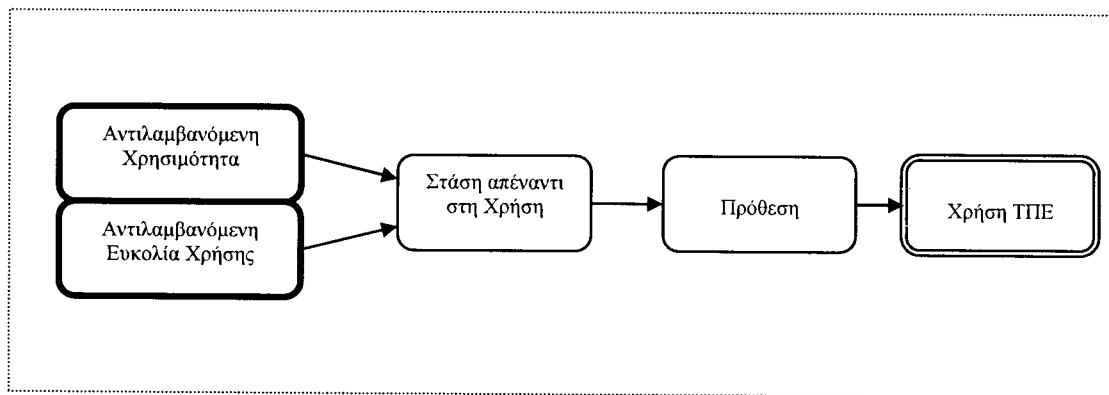 Αντιλαμβανόμενη
Χρησιμότητα
Αντιλαμβανόμενη
Ευκολία Χρήσης
Στάση απέναντι
στη Χρήση
Πρόθεση
Χρήση ΤΠΕ